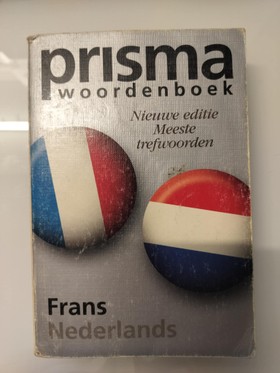 prisma
woordenboek
Nieuwe editie
Meeste
trefwoorden
Frans
Nederlands